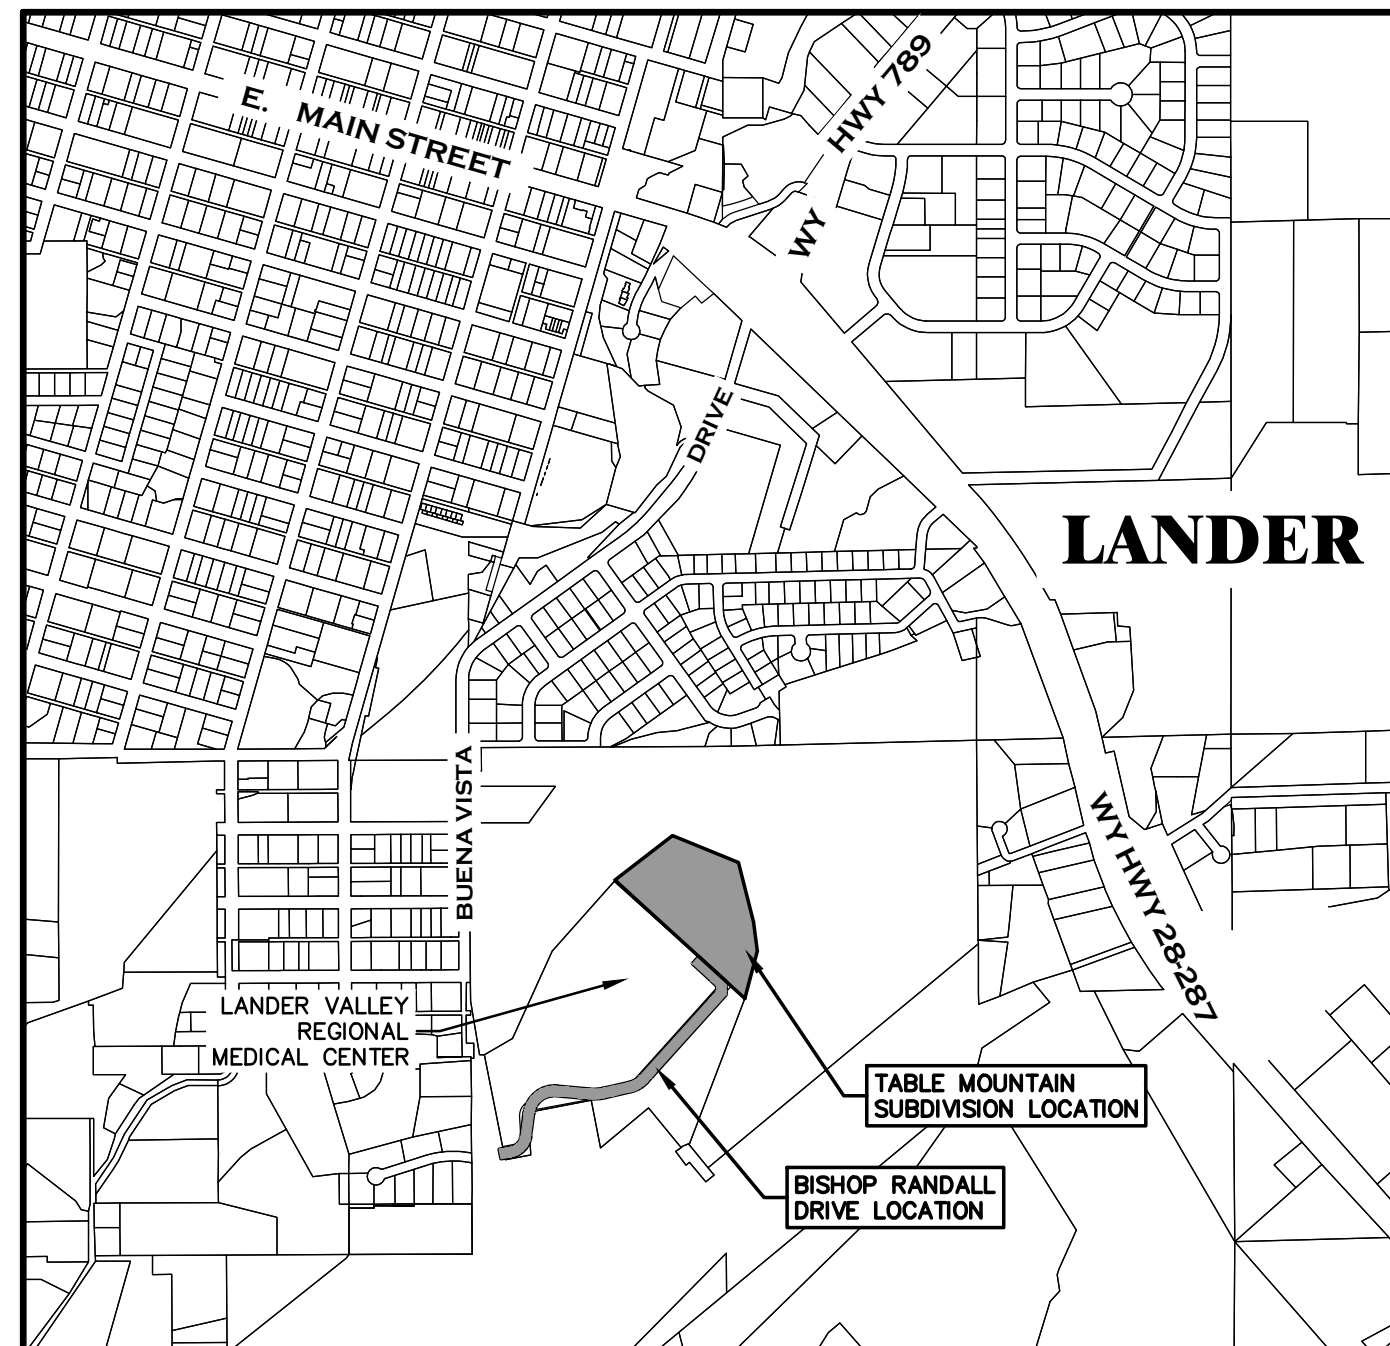 E. MAIN STREET
WY HWY 789
DRIVE
LANDER
BUENA VISTA
WY HWY 28-287
LANDER VALLEY
REGIONAL
MEDICAL CENTER
TABLE MOUNTAIN
SUBDIVISION LOCATION
BISHOP RANDALL
DRIVE LOCATION